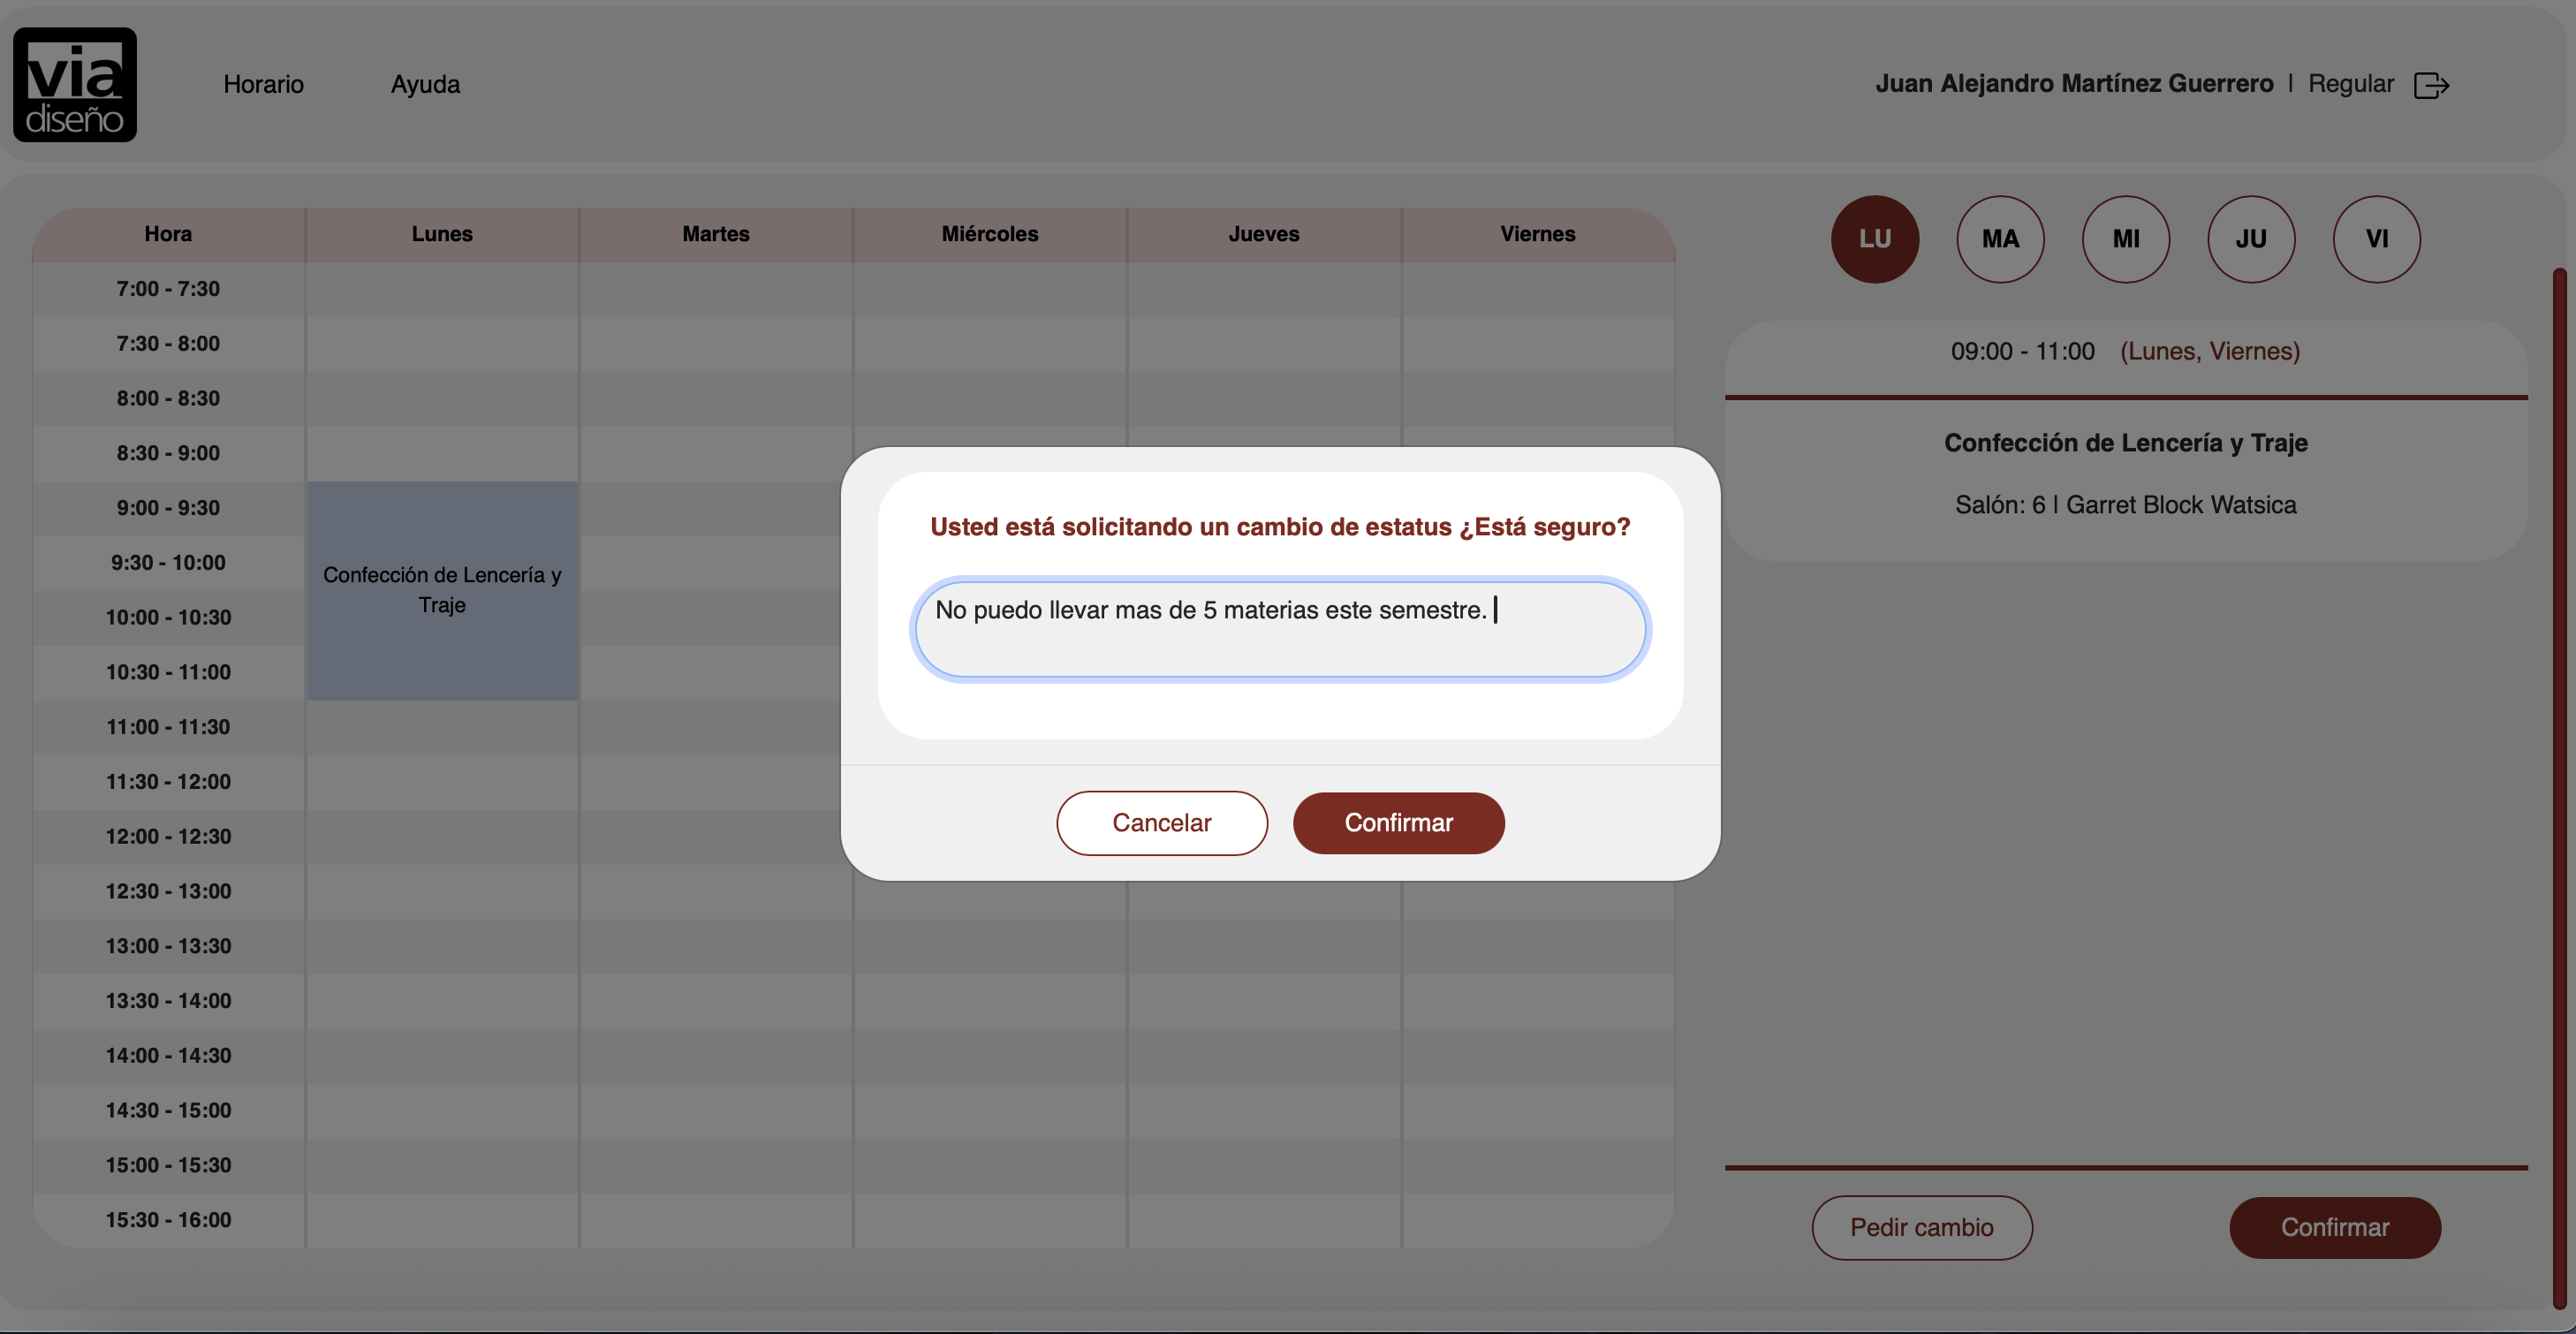 via
diseño
Horario
Ayuda
Juan Alejandro Martínez Guerrero | Regular
Hora Lunes Martes Miércoles Jueves Viernes
7:00 - 7:30
7:30 - 8:00
8:00 - 8:30
8:30 - 9:00
9:00 - 9:30
9:30 - 10:00
10:00 - 10:30
10:30 - 11:00
11:00 - 11:30
11:30 - 12:00
12:00 - 12:30
12:30 - 13:00
13:00 - 13:30
13:30 - 14:00
14:00 - 14:30
14:30 - 15:00
15:00 - 15:30
15:30 - 16:00
Confección de Lencería y
Traje
Usted está solicitando un cambio de estatus ¿Está seguro?
No puedo llevar mas de 5 materias este semestre.
Cancelar
Confirmar
LU MA MI JU VI
09:00 - 11:00 (Lunes, Viernes)
Confección de Lencería y Traje
Salón: 6 | Garret Block Watsica
Pedir cambio
Confirmar